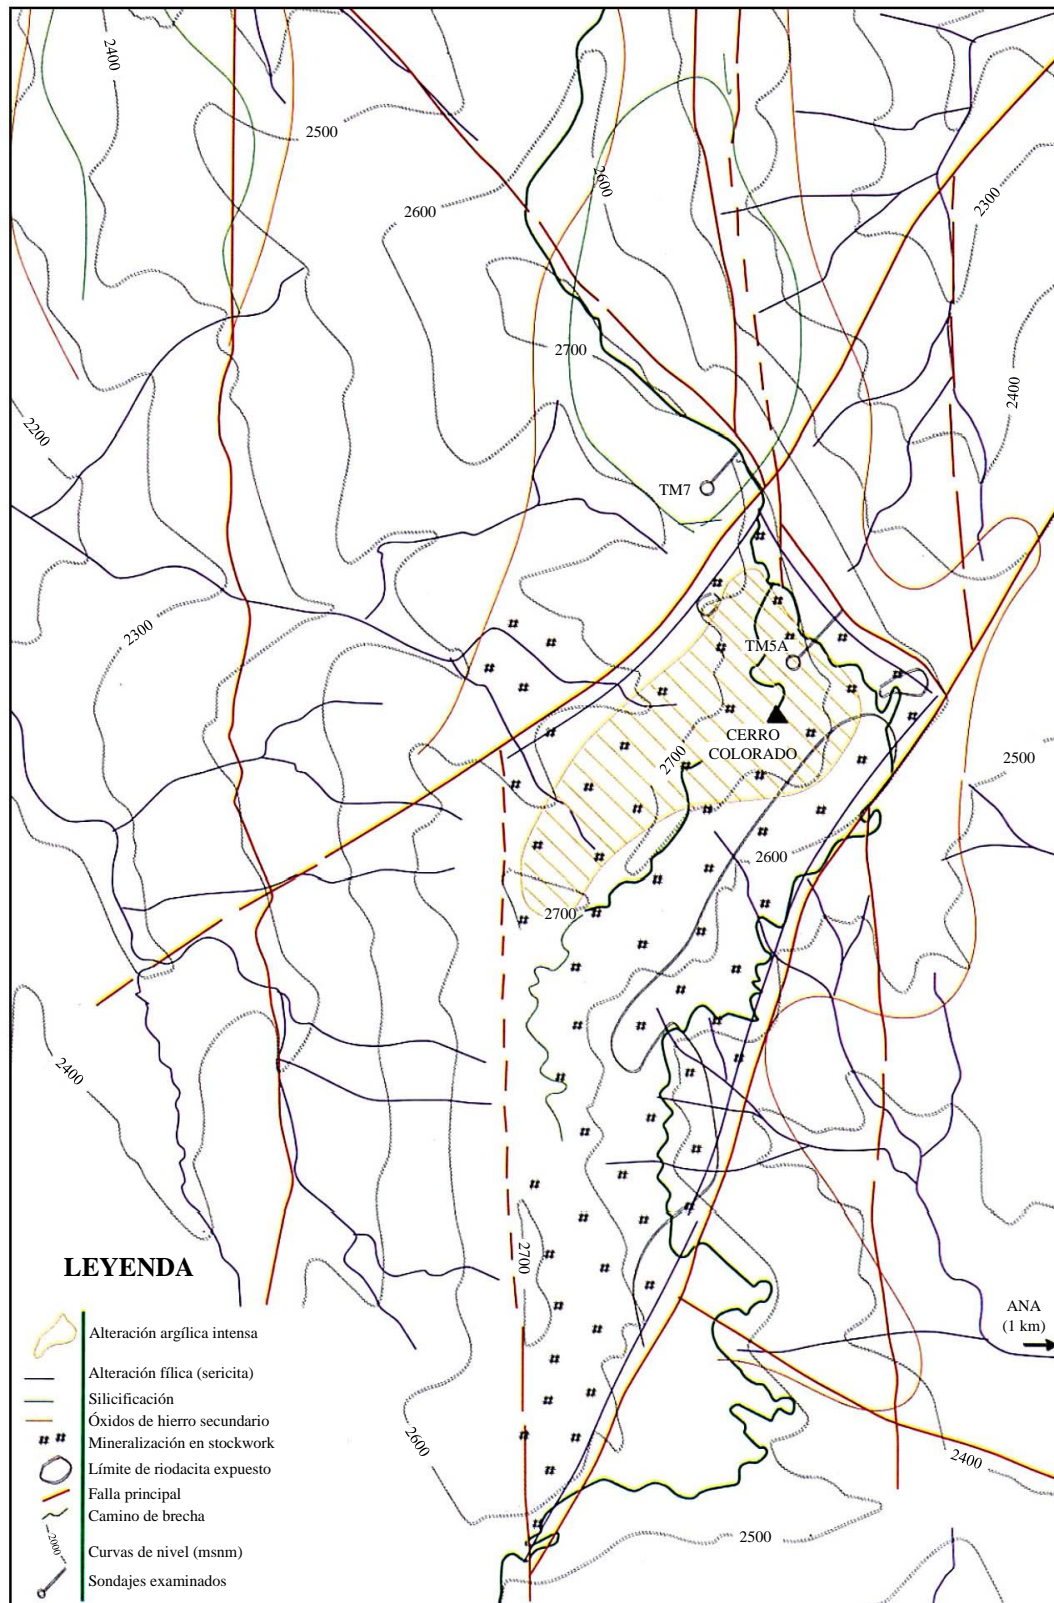 2400
2500
2600
2600
2300
2700
2400
2200
TM7
2300
TM5A
CERRO
COLORADO
2700
2500
2600
2700
2400
2700
LEYENDA
ANA
(1 km)
Alteración argílica intensa
Alteración fílica (sericita)
Silicificación
Óxidos de hierro secundario
Mineralización en stockwork
Límite de riodacita expuesto
Falla principal
Camino de brecha
2000
Curvas de nivel (msnm)
Sondajes examinados
2600
2400
2500